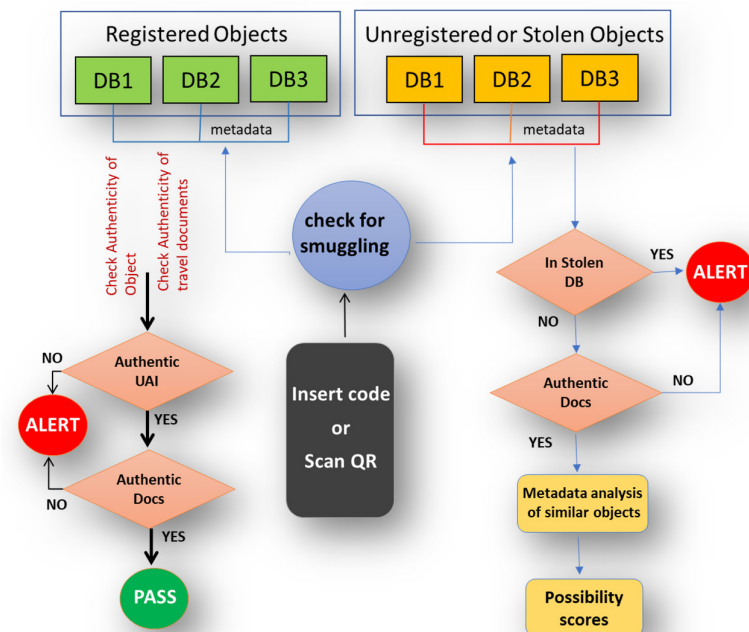 Registered Objects
DB1
DB2
DB3
metadata
Unregistered or Stolen Objects
DB1
DB2
DB3
metadata
Check Authenticity of
Object
Check Authenticity of
travel documents
check for
smuggling
Insert code
or
Scan QR
Authentic
UAI
NO
YES
ALERT
Authentic
Docs
NO
YES
PASS
In Stolen
DB
YES
ALERT
NO
Authentic
Docs
NO
YES
Metadata analysis
of similar objects
Possibility
scores